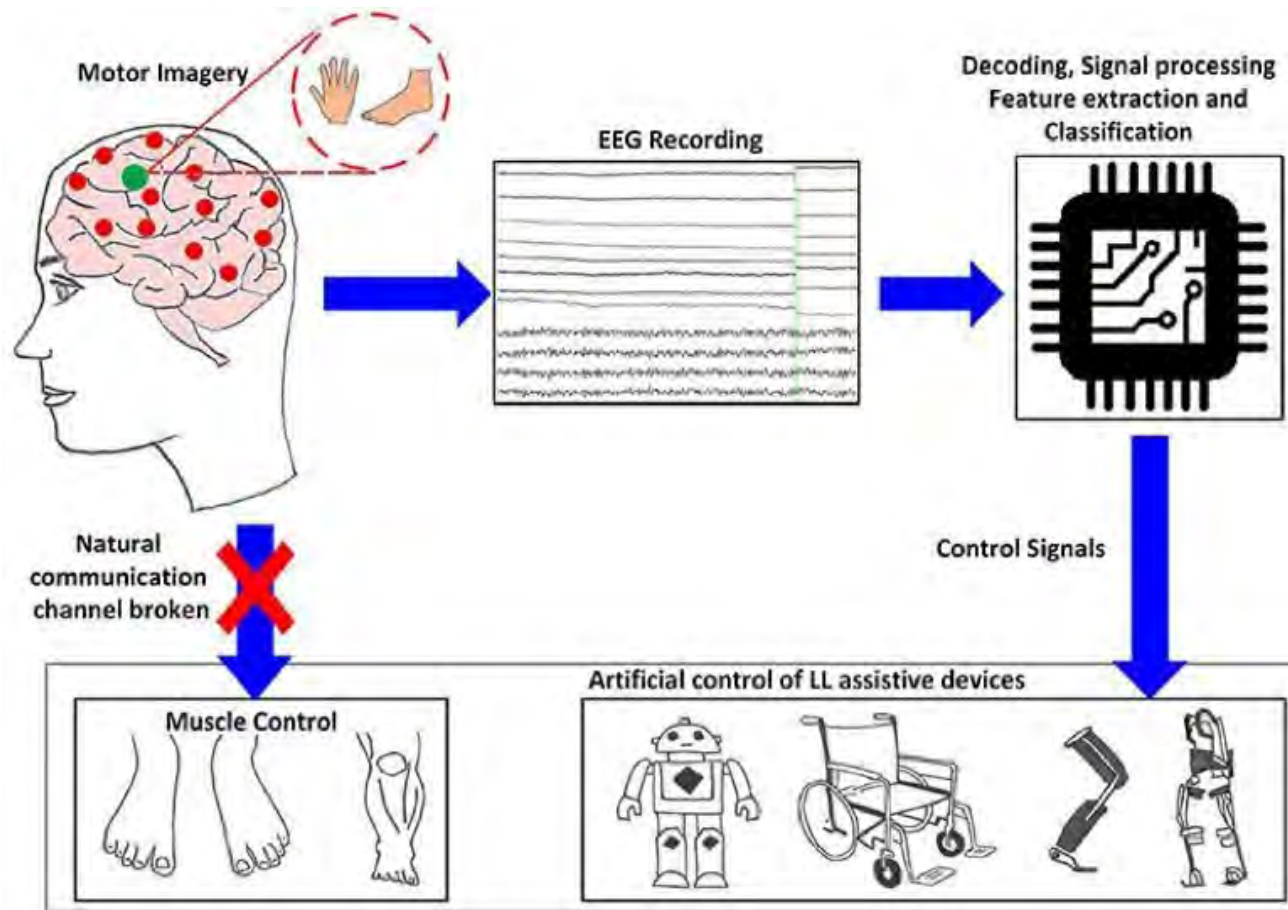 Motor Imagery
EEG Recording
Decoding, Signal processing
Feature extraction and
Classification
Natural
communication
channel broken
Control Signals
Artificial control of LL assistive devices
Muscle Control